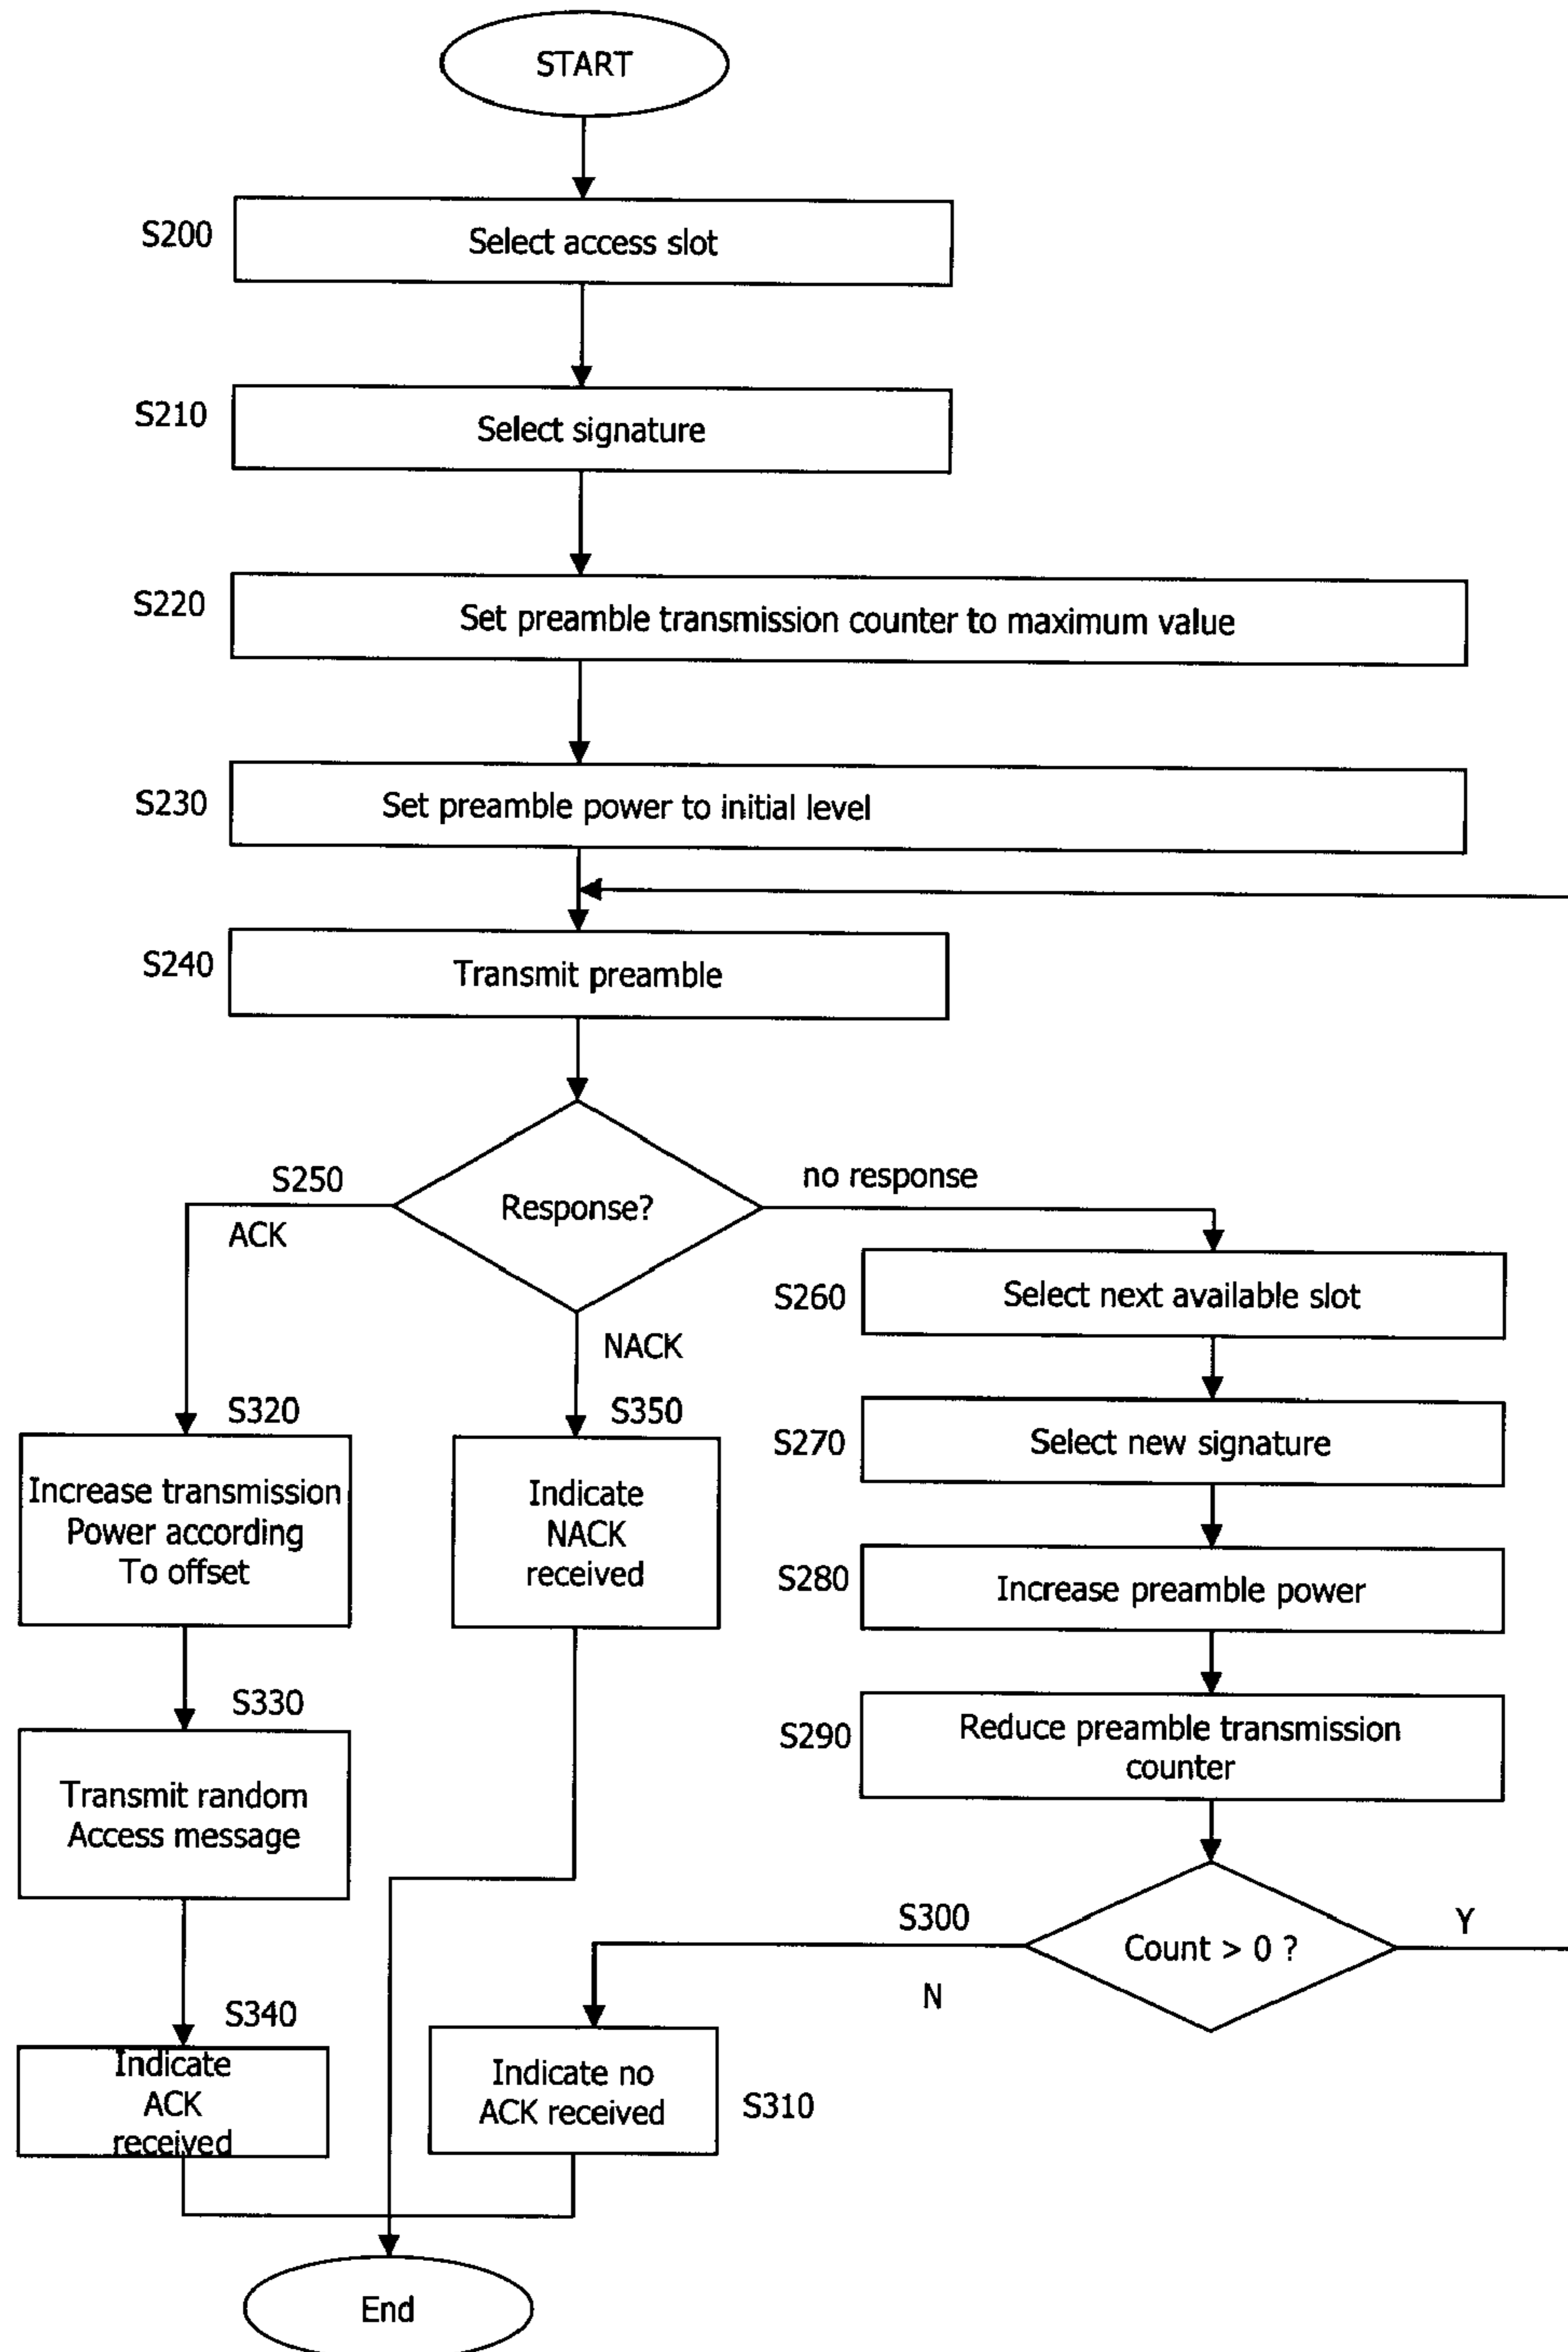 START
S200
Select access slot
S210
Select signature
S220
Set preamble transmission counter to maximum value
S230
Set preamble power to initial level
S240
Transmit preamble
S250
Response?
no response
ACK
NACK
S260
Select next available slot
S270
Select new signature
S280
Increase preamble power
S290
Reduce preamble transmission
counter
S300
Count > 0 ?
Y
N
S310
Indicate no
ACK received
S320
Increase transmission
Power according
To offset
S330
Transmit random
Access message
S340
Indicate
ACK
received
S350
Indicate
NACK
received
End